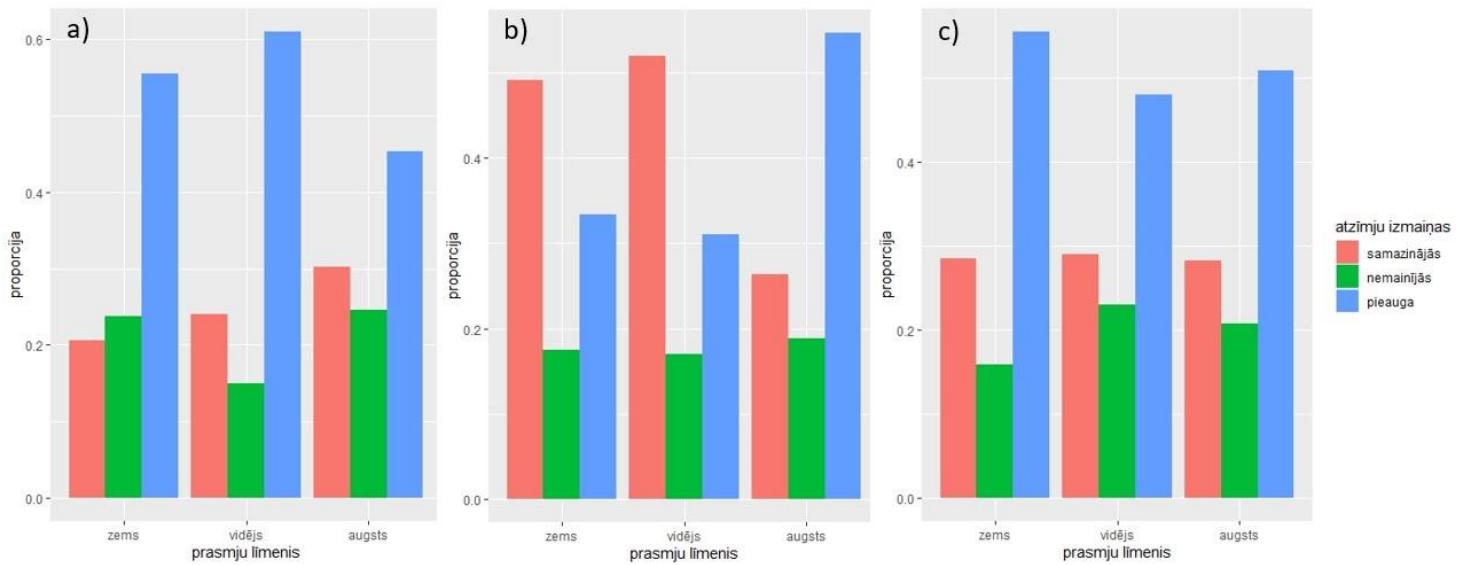 a)
0.6
0.4
0.2
0.0
proporcija
zems vidējs augsts
prasmju līmenis
b)
0.4
0.2
0.0
proporcija
zems vidējs augsts
prasmju līmenis
c)
0.4
0.2
0.0
proporcija
zems vidējs augsts
prasmju līmenis
atzīmju izmaiņas
samazinājās
nemainījās
pieauga